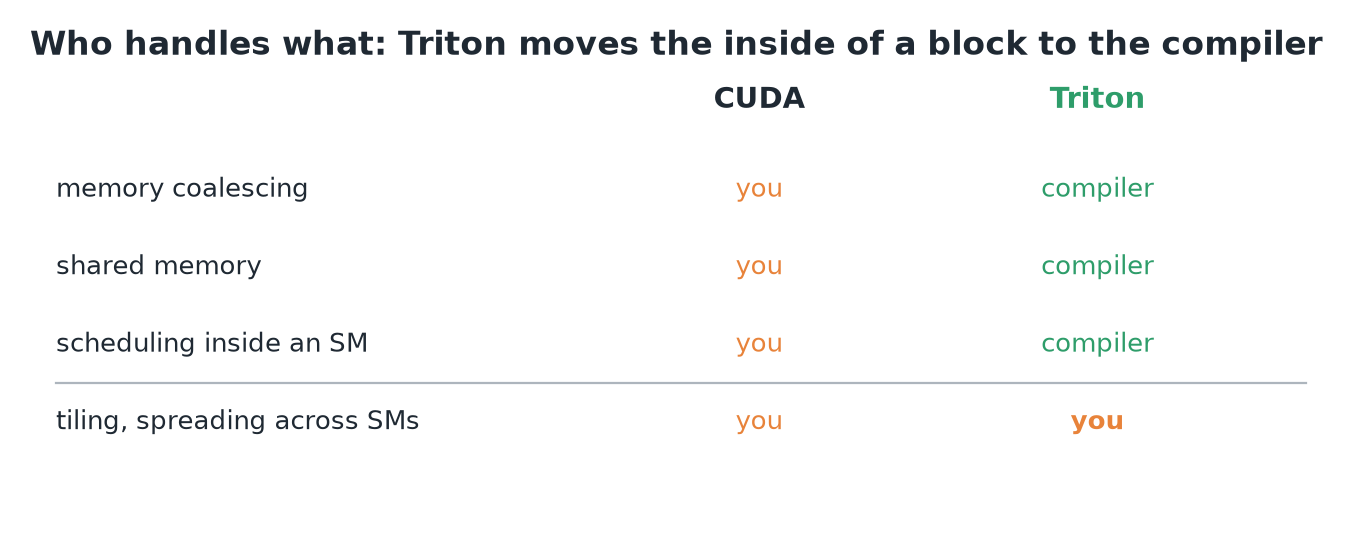 Who handles what: Triton moves the inside of a block to the compiler
CUDA Triton
memory coalescing you compiler
shared memory you compiler
scheduling inside an SM you compiler
tiling, spreading across SMs you you